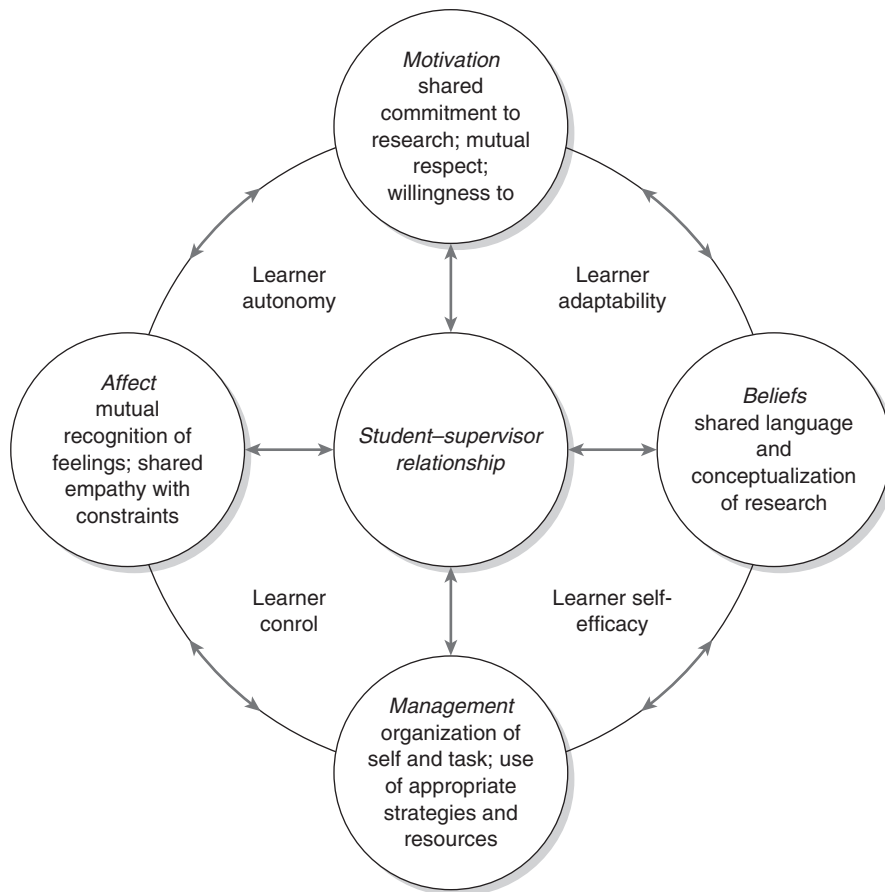 Motivation
shared
commitment to
research; mutual
respect;
willingness to
Learner
autonomy
Learner
adaptability
Affect
mutual
recognition of
feelings; shared
empathy with
constraints
Student–supervisor
relationship
Beliefs
shared language
and
conceptualization
of research
Learner
conrol
Learner self-
efficacy
Management
organization of
self and task; use
of appropriate
strategies and
resources